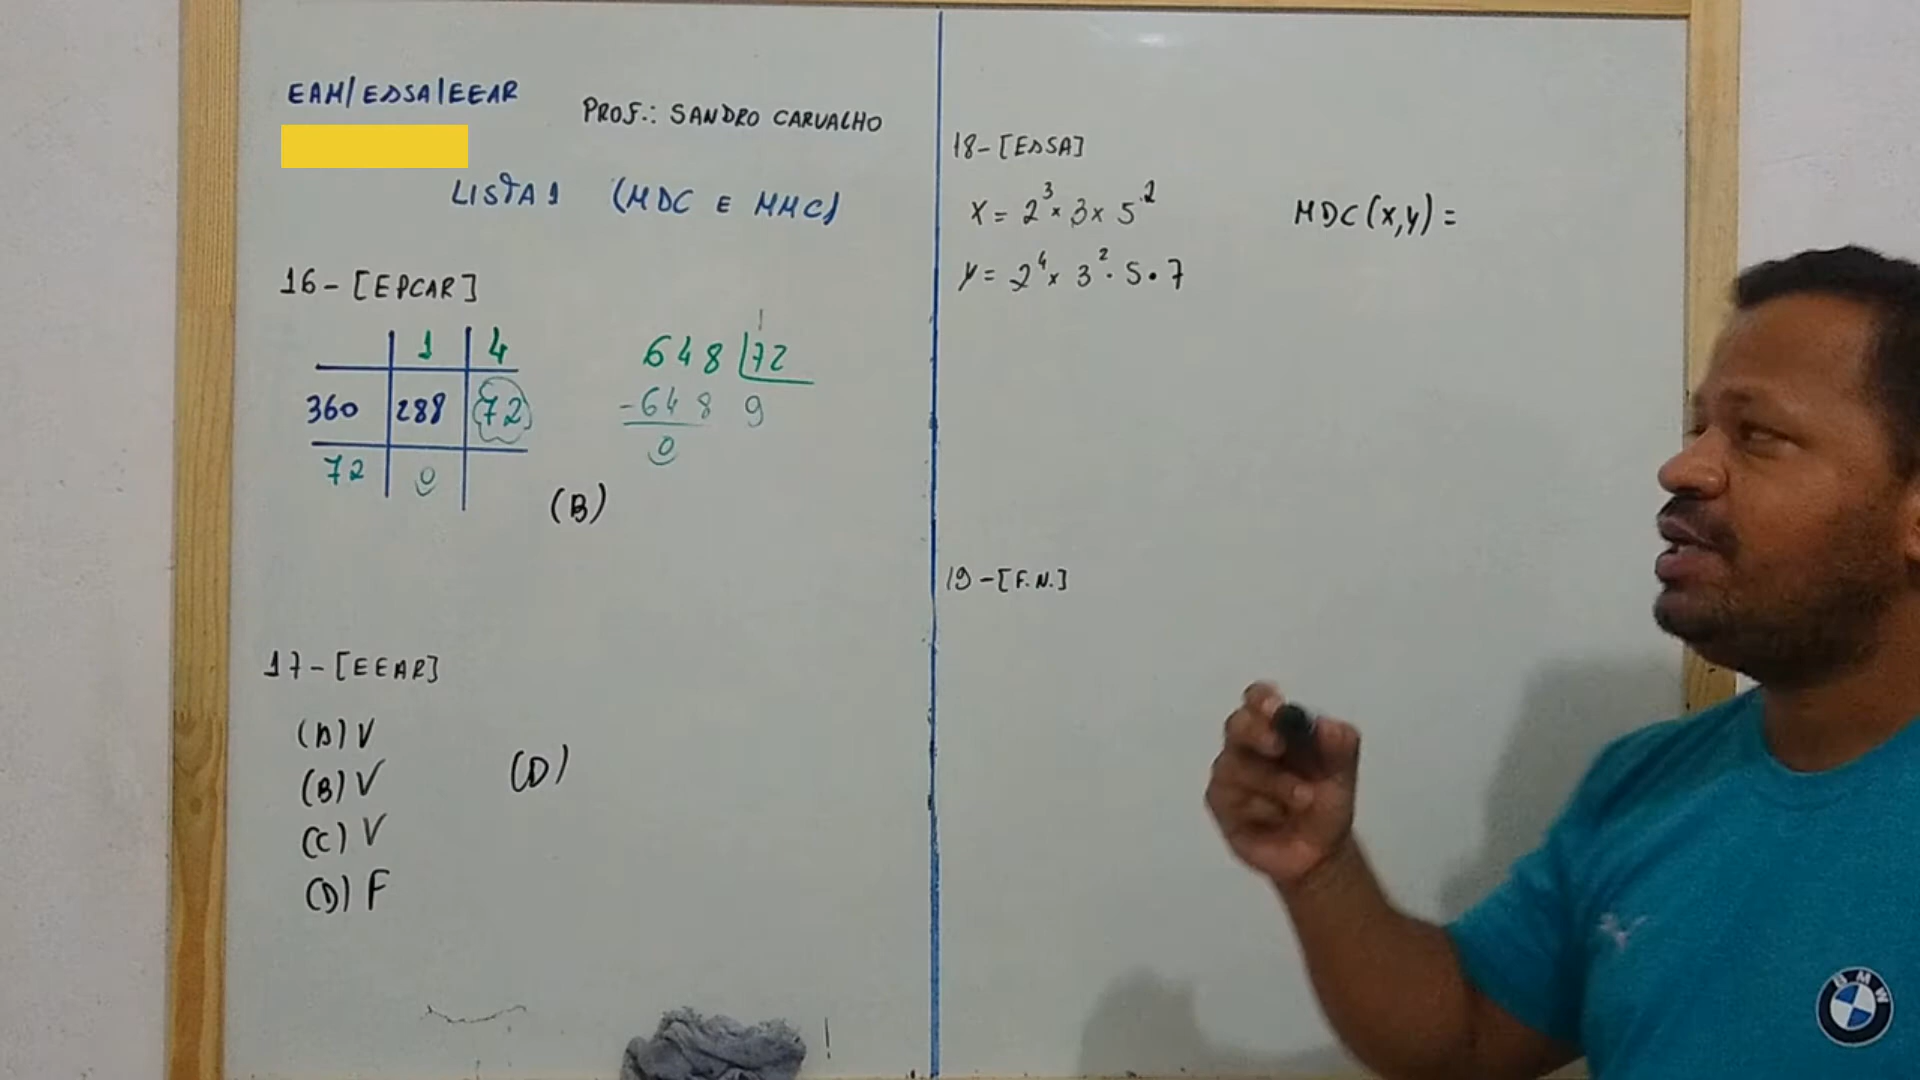 EAM/ESSA/EEAR
PROF.: SANDRO CARVALHO
LISTA 1 (MDC E MMC)
16- [EPCAR]
1 4
360 288 72
72 0
648 72
-648 9
0
(B)
17- [EEAR]
(A) V
(B) V
(C) V
(D) F
(D)
18- [ESSA]
X = 2³ × 3 × 5²
y = 2⁴ × 3² · 5 · 7
MDC (x,y) =
19 - [F.N.]
BMW